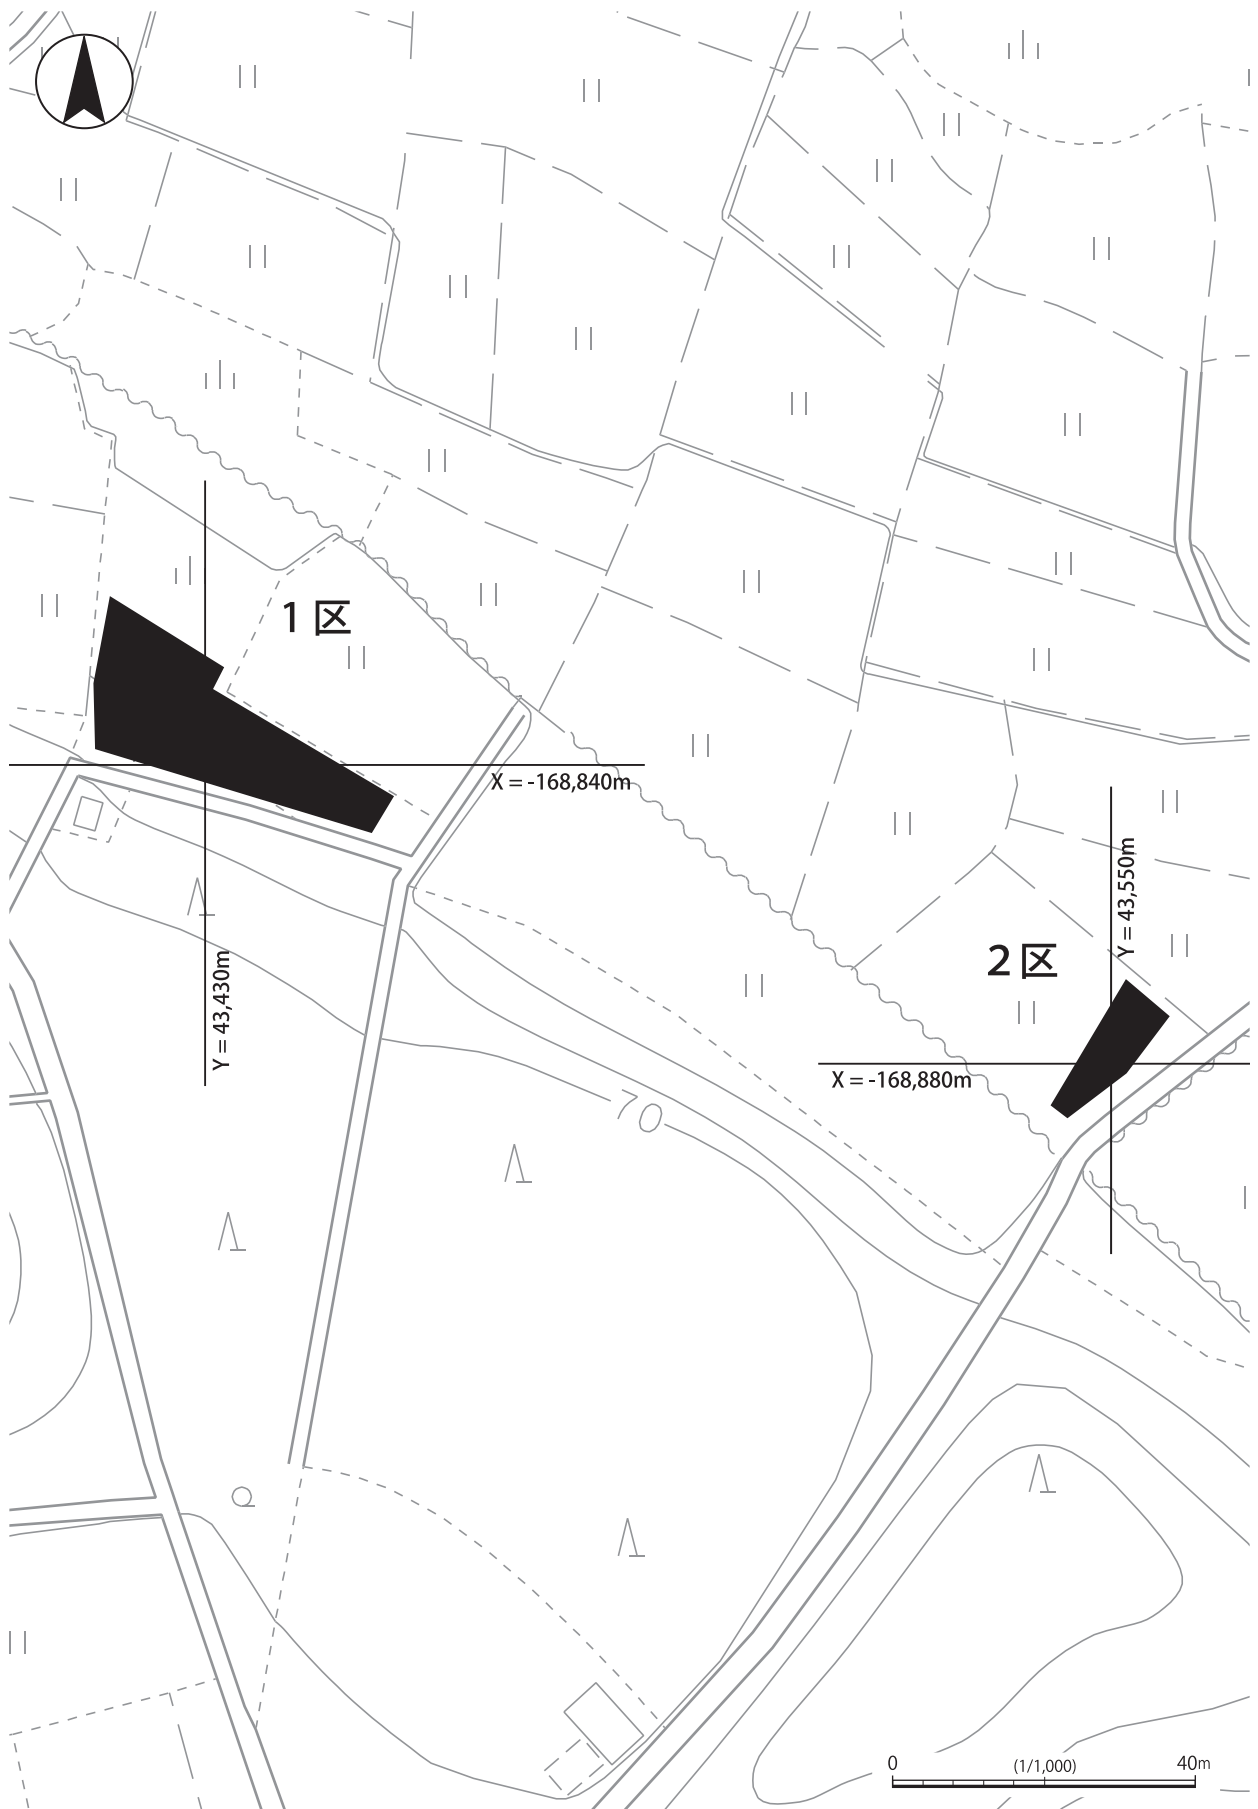 1区
X = -168,840m
Y = 43,430m
Y = 43,550m
2区
X = -168,880m
70
0 (1/1,000) 40m